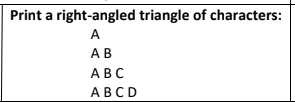 Print a right-angled triangle of characters:
A
A B
A B C
A B C D